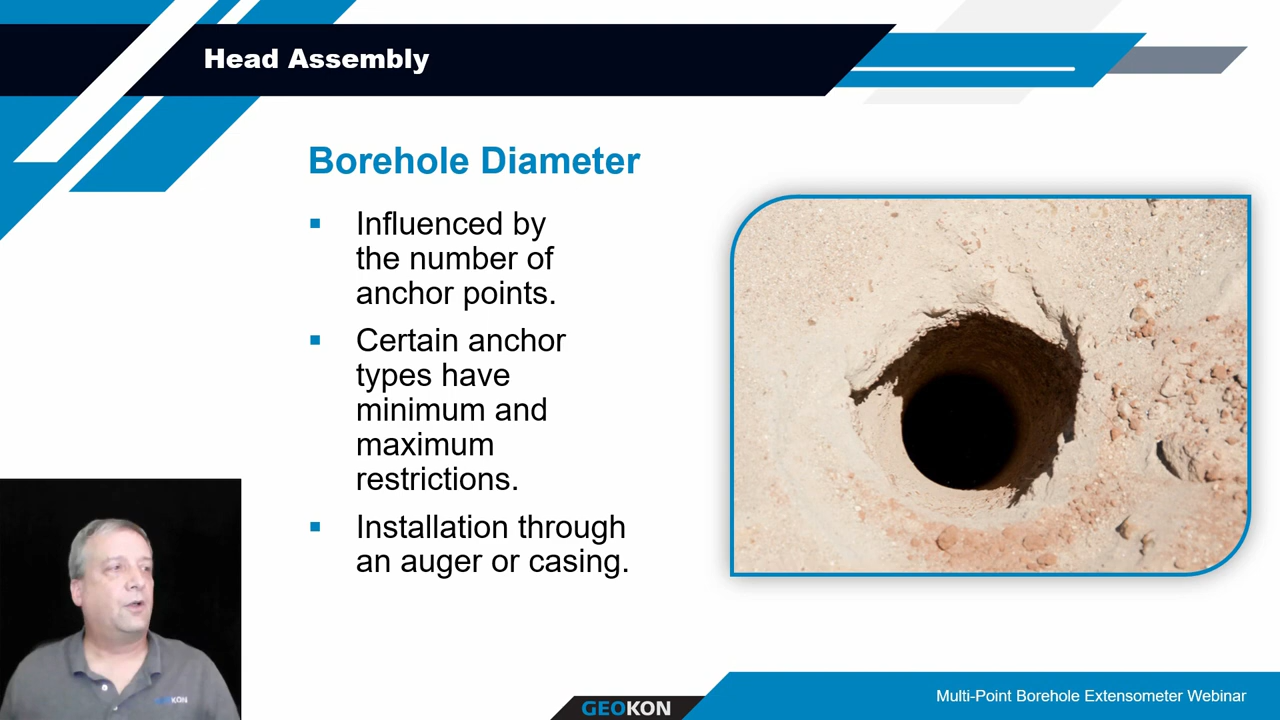 Head Assembly
Borehole Diameter
Influenced by
the number of
anchor points.
Certain anchor
types have
minimum and
maximum
restrictions.
Installation through
an auger or casing.
GEOKON
GEOKON
Multi-Point Borehole Extensometer Webinar